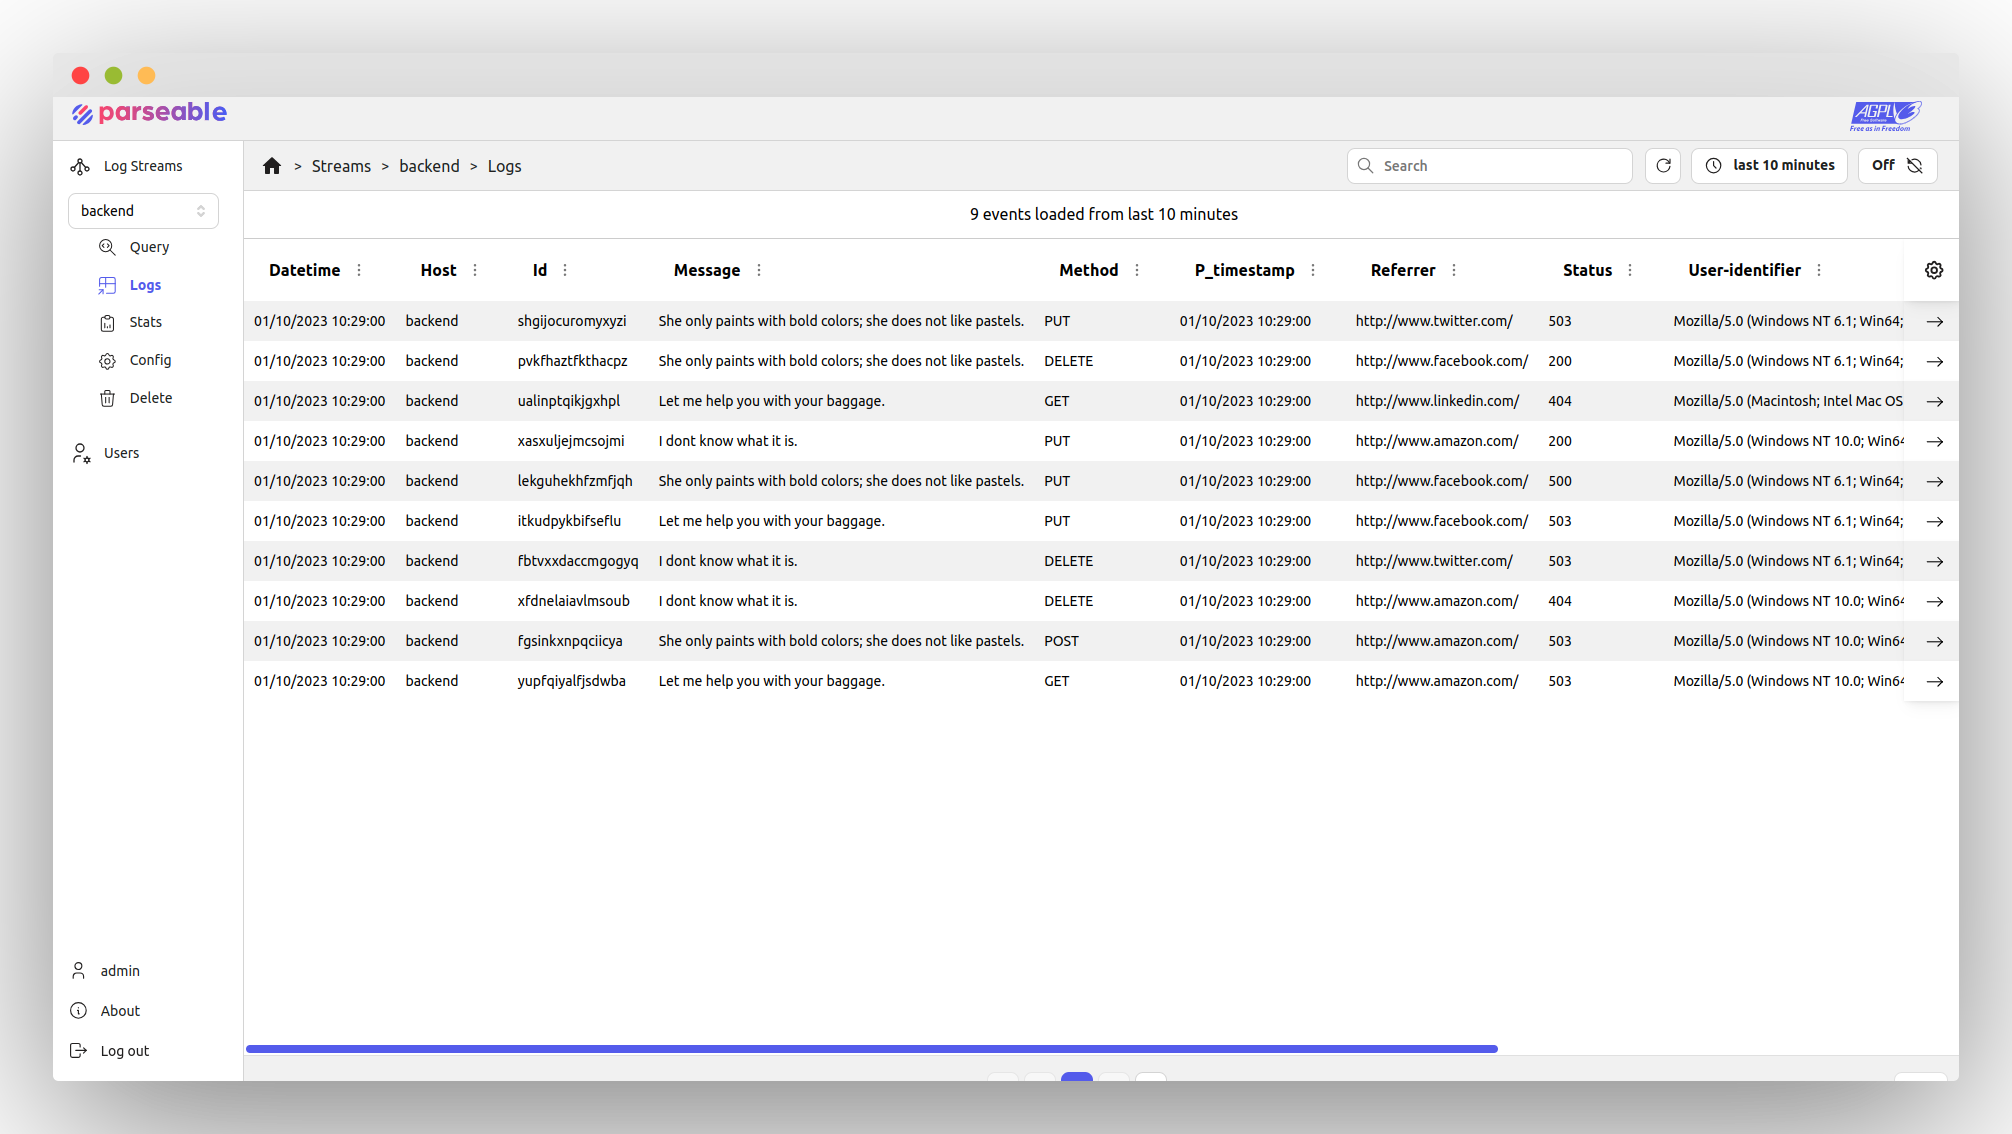 parseable
AGPL v3
Free Software
Free as in Freedom
Log Streams
backend
Query
Logs
Stats
Config
Delete
Users
admin
About
Log out
> Streams > backend > Logs
Search
last 10 minutes
Off
9 events loaded from last 10 minutes
Datetime Host Id Message Method P_timestamp Referrer Status User-identifier
01/10/2023 10:29:00 backend shgijocuromyxyzi She only paints with bold colors; she does not like pastels. PUT 01/10/2023 10:29:00 http://www.twitter.com/ 503 Mozilla/5.0 (Windows NT 6.1; Win64;
01/10/2023 10:29:00 backend pvkfhaztfkthacpz She only paints with bold colors; she does not like pastels. DELETE 01/10/2023 10:29:00 http://www.facebook.com/ 200 Mozilla/5.0 (Windows NT 6.1; Win64;
01/10/2023 10:29:00 backend ualinptqikjgxhpl Let me help you with your baggage. GET 01/10/2023 10:29:00 http://www.linkedin.com/ 404 Mozilla/5.0 (Macintosh; Intel Mac OS
01/10/2023 10:29:00 backend xasxuljejmcsojmi I dont know what it is. PUT 01/10/2023 10:29:00 http://www.amazon.com/ 200 Mozilla/5.0 (Windows NT 10.0; Win64
01/10/2023 10:29:00 backend lekguhekhfzmfjqh She only paints with bold colors; she does not like pastels. PUT 01/10/2023 10:29:00 http://www.facebook.com/ 500 Mozilla/5.0 (Windows NT 6.1; Win64;
01/10/2023 10:29:00 backend itkudpykbifseflu Let me help you with your baggage. PUT 01/10/2023 10:29:00 http://www.facebook.com/ 503 Mozilla/5.0 (Windows NT 6.1; Win64;
01/10/2023 10:29:00 backend fbtvxxdaccmgogyq I dont know what it is. DELETE 01/10/2023 10:29:00 http://www.twitter.com/ 503 Mozilla/5.0 (Windows NT 6.1; Win64;
01/10/2023 10:29:00 backend xfdnelaiavlmsoub I dont know what it is. DELETE 01/10/2023 10:29:00 http://www.amazon.com/ 404 Mozilla/5.0 (Windows NT 10.0; Win64
01/10/2023 10:29:00 backend fgsinkxnpqciicya She only paints with bold colors; she does not like pastels. POST 01/10/2023 10:29:00 http://www.amazon.com/ 503 Mozilla/5.0 (Windows NT 10.0; Win64
01/10/2023 10:29:00 backend yupfqiyalfjsdwba Let me help you with your baggage. GET 01/10/2023 10:29:00 http://www.amazon.com/ 503 Mozilla/5.0 (Windows NT 10.0; Win64